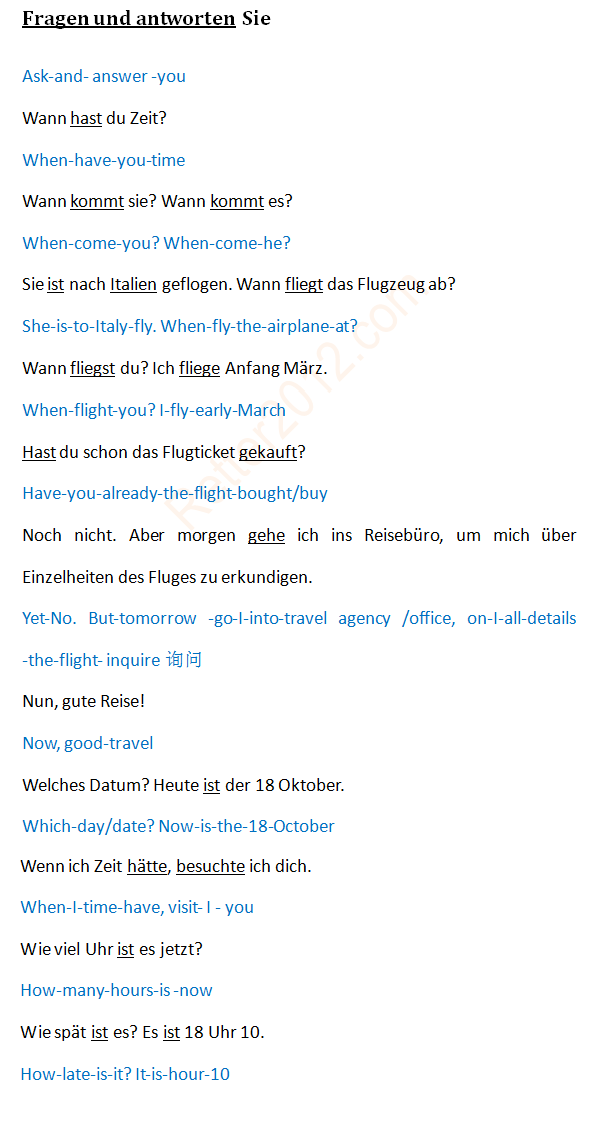 Fragen und antworten Sie
Ask-and- answer -you
Wann hast du Zeit?
When-have-you-time
Wann kommt sie? Wann kommt es?
When-come-you? When-come-he?
Sie ist nach Italien geflogen. Wann fliegt das Flugzeug ab?
She-is-to-Italy-fly. When-fly-the-airplane-at?
Wann fliegst du? Ich fliege Anfang März.
When-flight-you? I-fly-early-March
Hast du schon das Flugticket gekauft?
Have-you-already-the-flight-bought/buy
Noch nicht. Aber morgen gehe ich ins Reisebüro, um mich über
Einzelheiten des Fluges zu erkundigen.
Yet-No. But-tomorrow -go-I-into-travel agency /office, on-I-all-details
-the-flight- inquire 询问
Nun, gute Reise!
Now, good-travel
Welches Datum? Heute ist der 18 Oktober.
Which-day/date? Now-is-the-18-October
Wenn ich Zeit hätte, besuchte ich dich.
When-I-time-have, visit- I - you
Wie viel Uhr ist es jetzt?
How-many-hours-is -now
Wie spät ist es? Es ist 18 Uhr 10.
How-late-is-it? It-is-hour-10